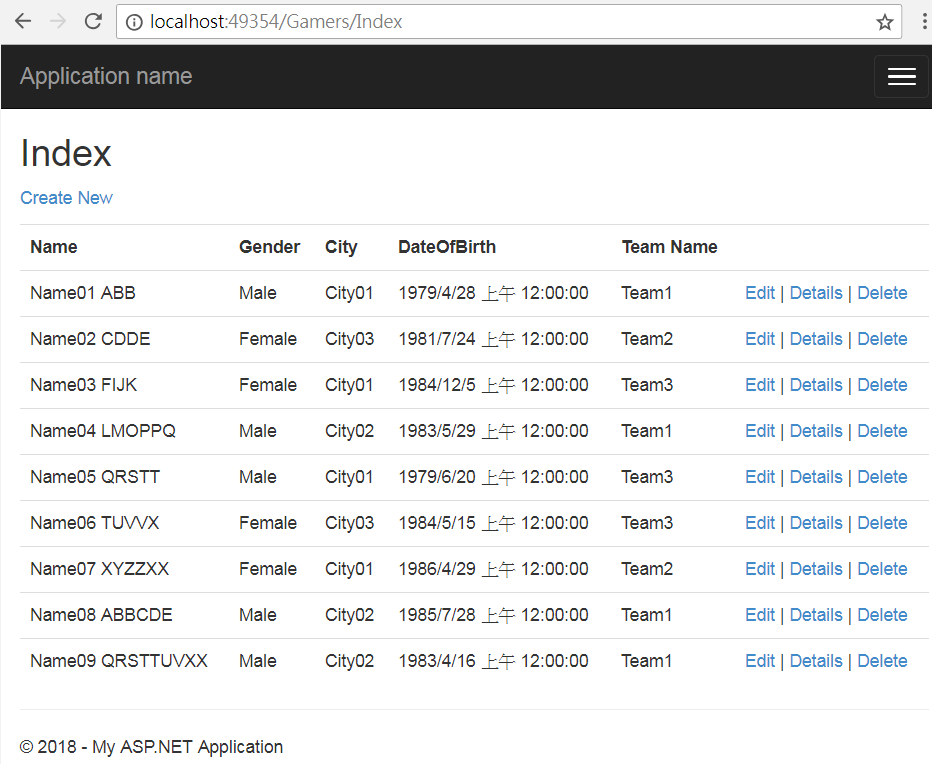 localhost:49354/Gamers/Index
Application name
Index
Create New
Name Gender City DateOfBirth Team Name
Name01 ABB Male City01 1979/4/28 上午 12:00:00 Team1 Edit | Details | Delete
Name02 CDDE Female City03 1981/7/24 上午 12:00:00 Team2 Edit | Details | Delete
Name03 FIJK Female City01 1984/12/5 上午 12:00:00 Team3 Edit | Details | Delete
Name04 LMOPPQ Male City02 1983/5/29 上午 12:00:00 Team1 Edit | Details | Delete
Name05 QRSTT Male City01 1979/6/20 上午 12:00:00 Team3 Edit | Details | Delete
Name06 TUVVX Female City03 1984/5/15 上午 12:00:00 Team3 Edit | Details | Delete
Name07 XYZZXX Female City01 1986/4/29 上午 12:00:00 Team2 Edit | Details | Delete
Name08 ABBCDE Male City02 1985/7/28 上午 12:00:00 Team1 Edit | Details | Delete
Name09 QRSTTUVXX Male City02 1983/4/16 上午 12:00:00 Team1 Edit | Details | Delete
© 2018 - My ASP.NET Application